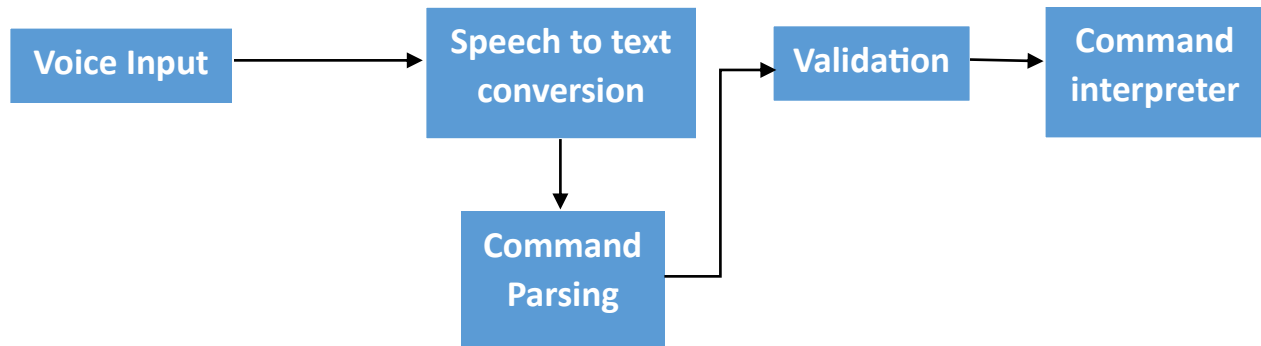 Voice Input
Speech to text
conversion
Command
Parsing
Validation
Command
interpreter